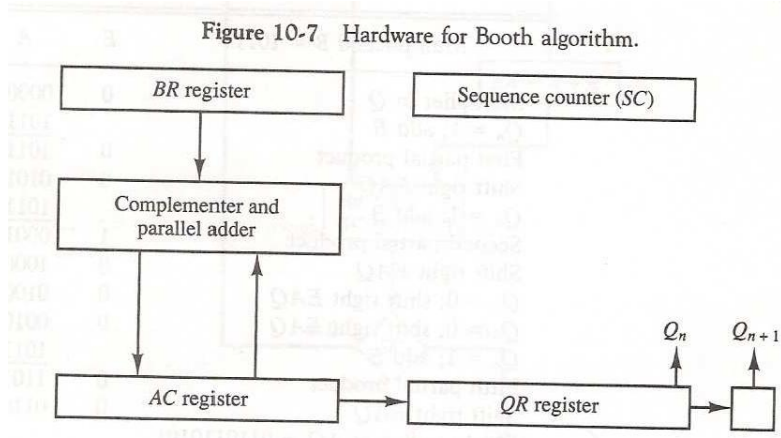 Figure 10-7 Hardware for Booth algorithm.
BR register
Sequence counter (SC)
Complementer and
parallel adder
Qn
Qn+1
AC register
QR register